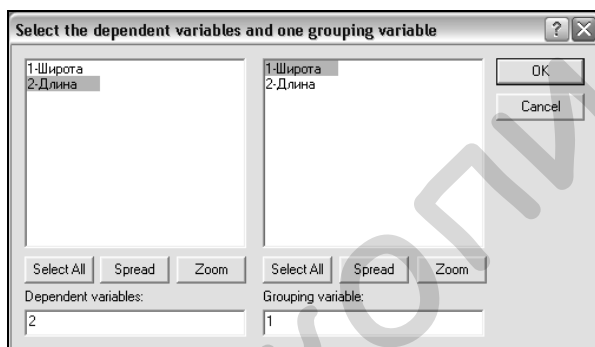 Select the dependent variables and one grouping variable
1-Широта
2-Длина
1-Широта
2-Длина
OK
Cancel
Select All Spread Zoom
Select All Spread Zoom
Dependent variables:
Grouping variable:
2
1